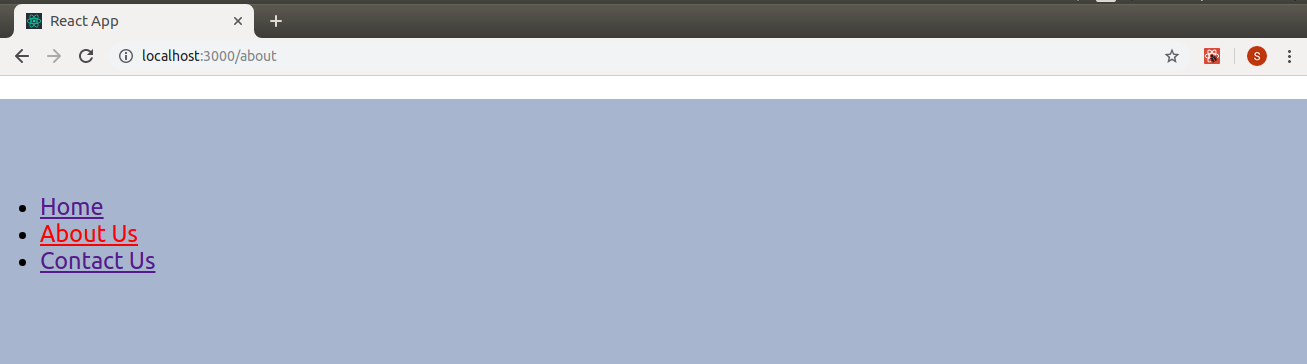 React App
localhost:3000/about
S
Home
About Us
Contact Us